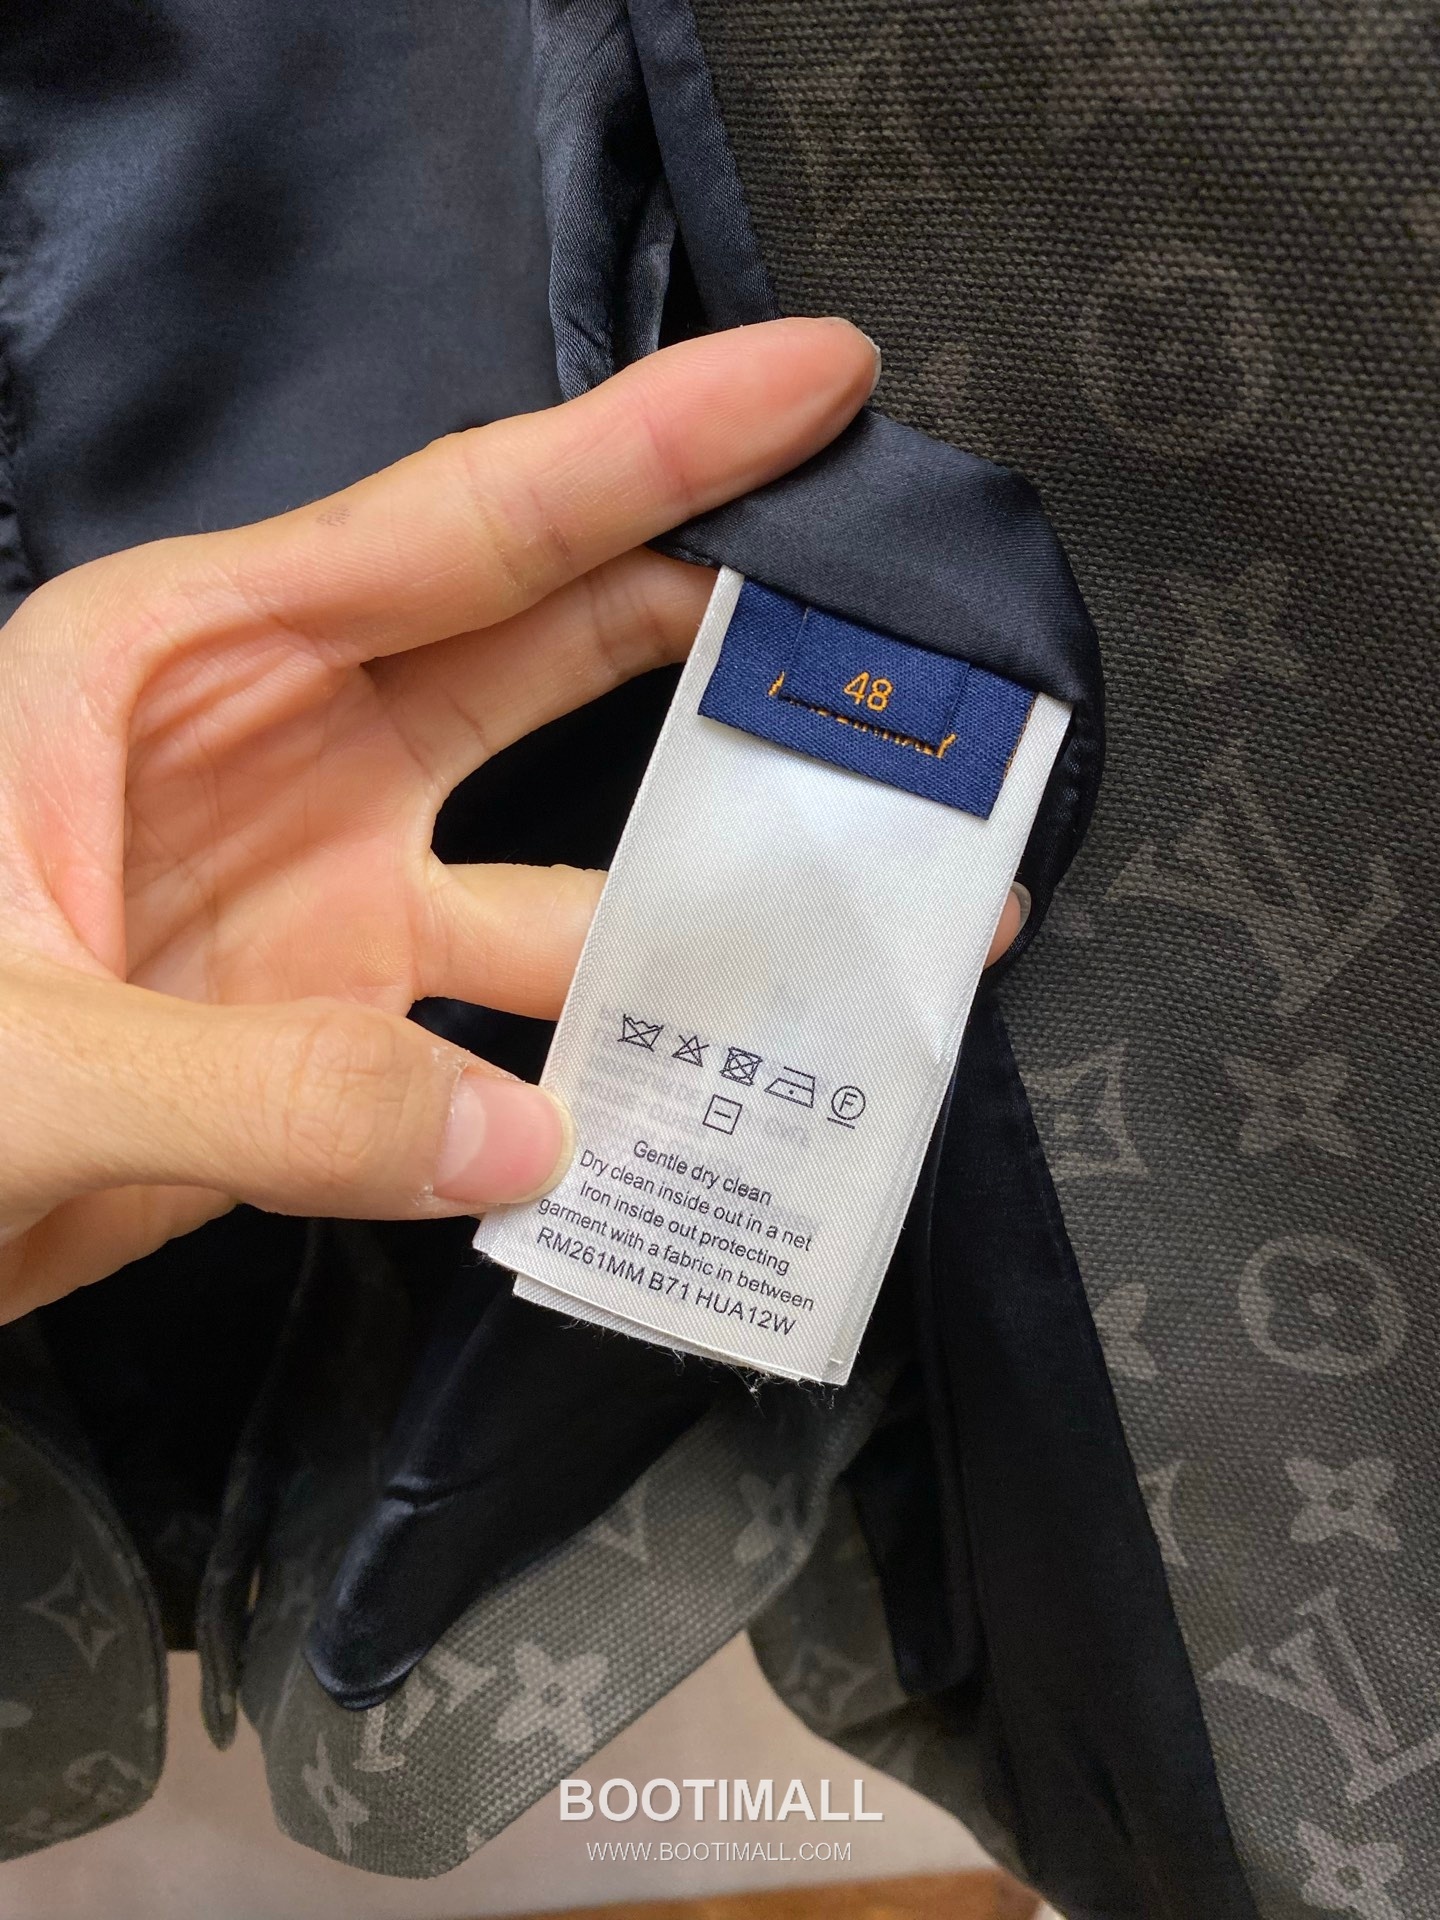 48
F
Gentle dry clean
Dry clean inside out in a net
Iron inside out protecting
garment with a fabric in between
RM261MM B71 HUA12W
BOOTIMALL
WWW.BOOTIMALL.COM